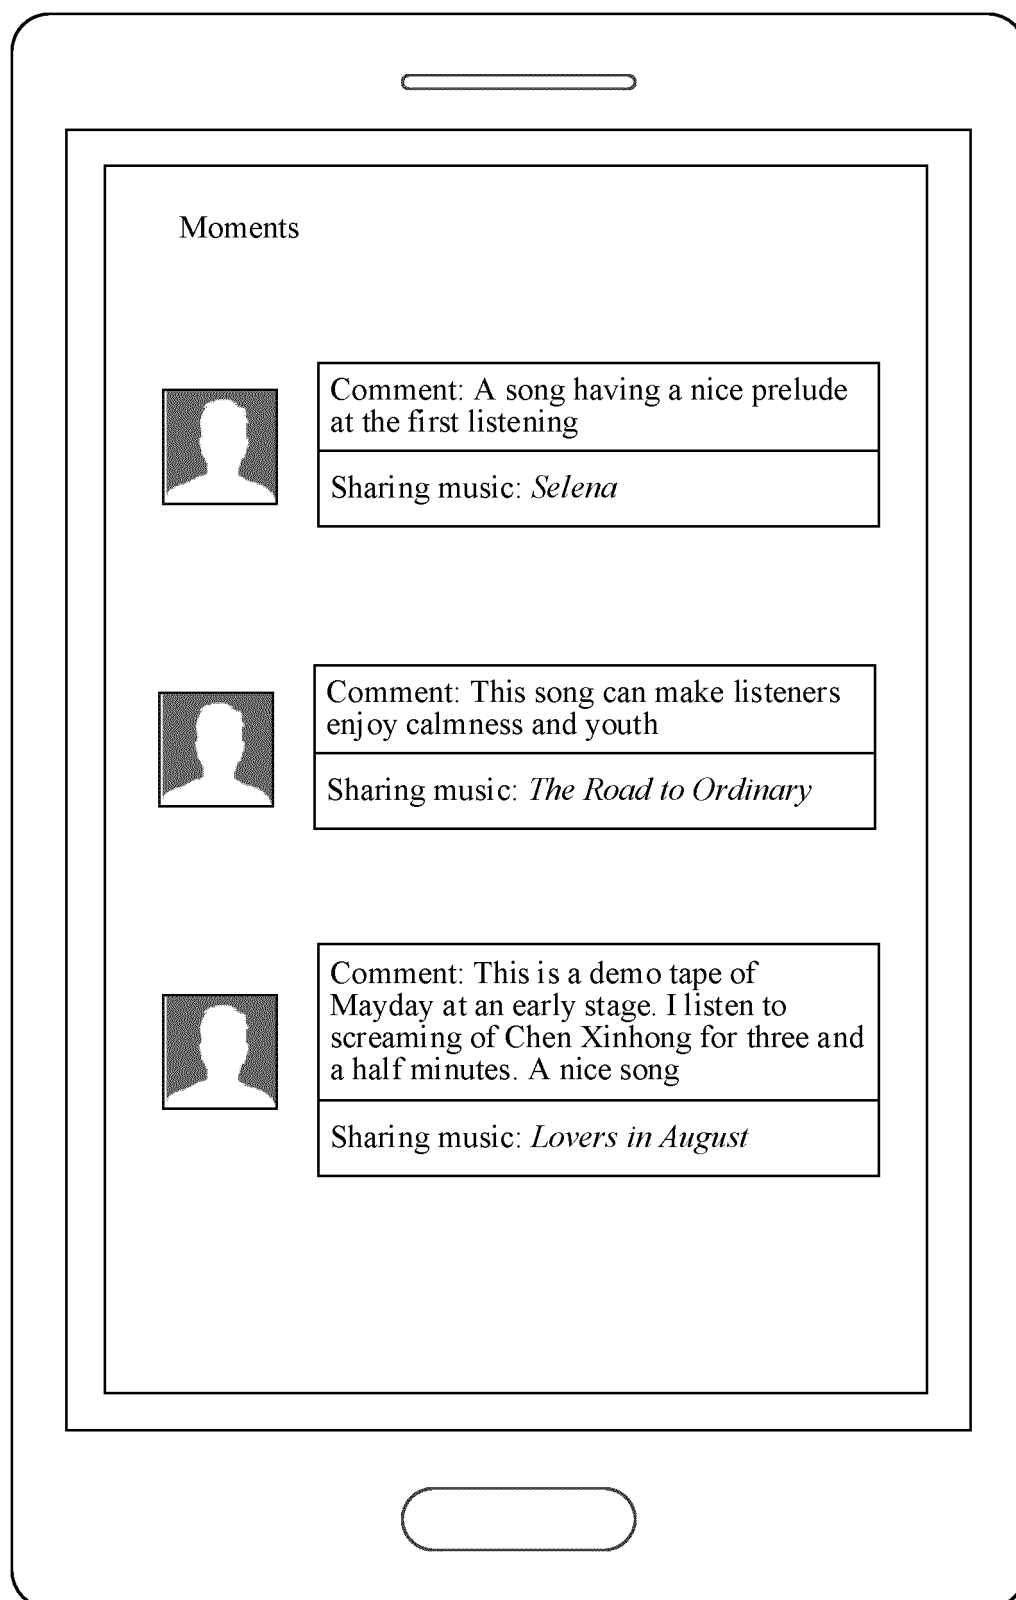 Moments
Comment: A song having a nice prelude
at the first listening
Sharing music: Selena
Comment: This song can make listeners
enjoy calmness and youth
Sharing music: The Road to Ordinary
Comment: This is a demo tape of
Mayday at an early stage. I listen to
screaming of Chen Xinhong for three and
a half minutes. A nice song
Sharing music: Lovers in August